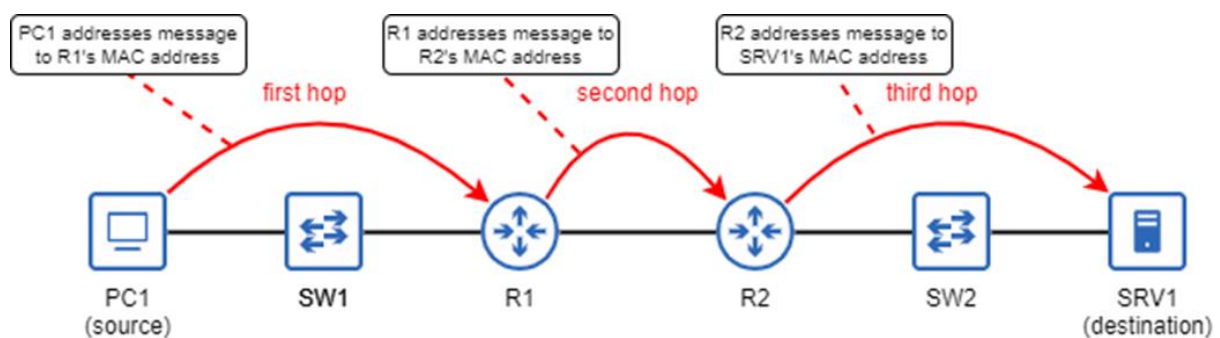 PC1 addresses message
to R1's MAC address
R1 addresses message to
R2's MAC address
R2 addresses message to
SRV1's MAC address
first hop
second hop
third hop
PC1
(source)
SW1
R1
R2
SW2
SRV1
(destination)